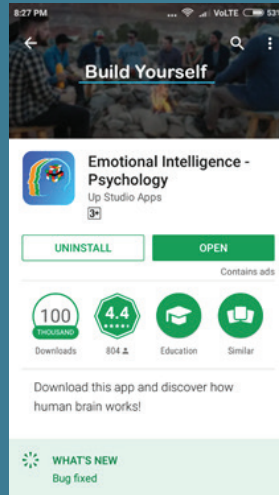 8:27 PM ... VoLTE 53%
Build Yourself
Emotional Intelligence -
Psychology
Up Studio Apps
3+
UNINSTALL OPEN
Contains ads
100 4.4
THOUSAND
Downloads 804 Education Similar
Download this app and discover how
human brain works!
WHAT'S NEW
Bug fixed